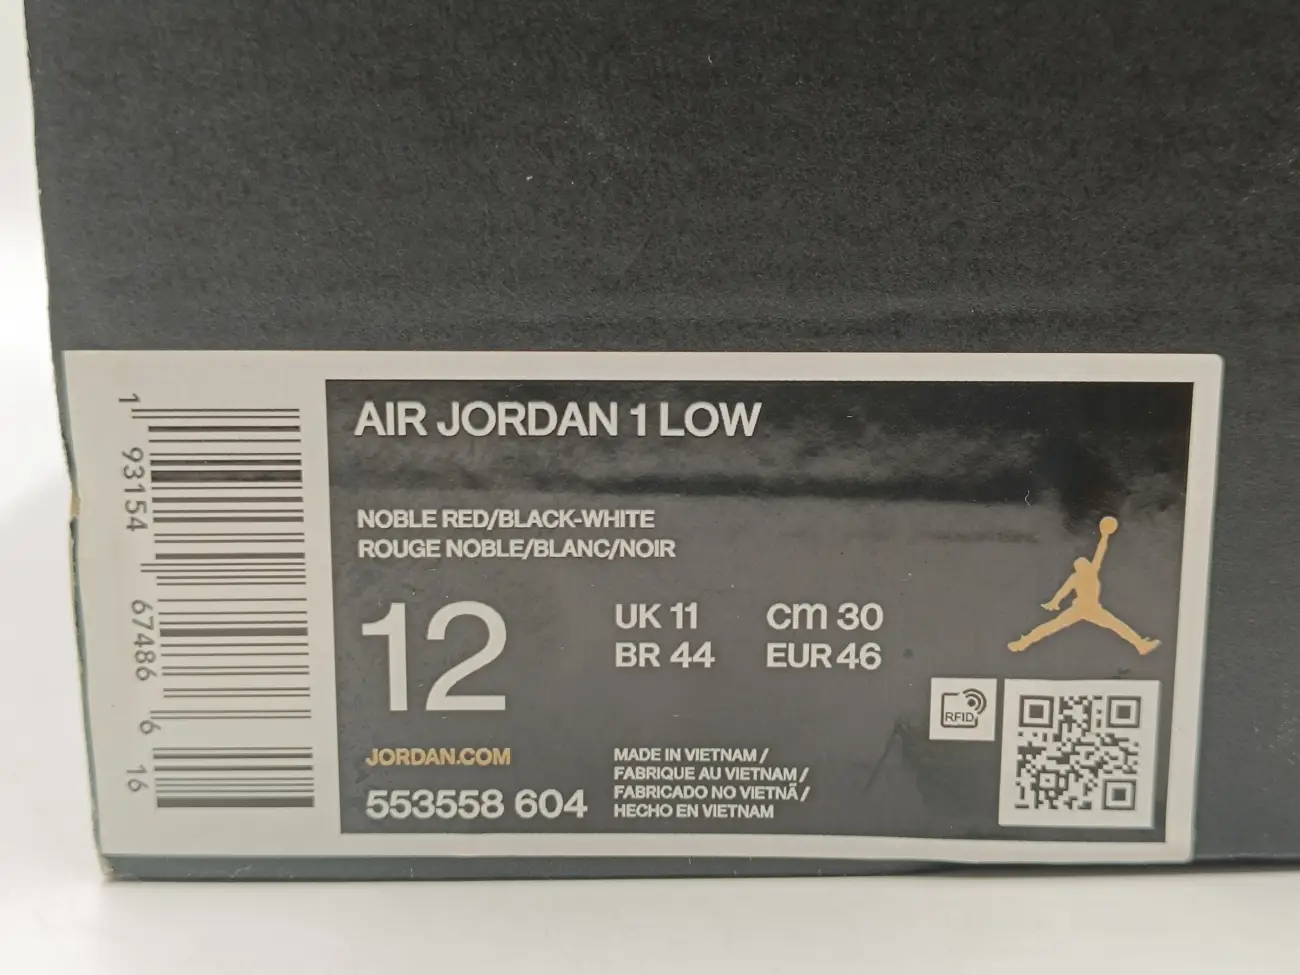 AIR JORDAN 1 LOW
NOBLE RED/BLACK-WHITE
ROUGE NOBLE/BLANC/NOIR
12
UK 11
CM 30
BR 44
EUR 46
JORDAN.COM
553558 604
MADE IN VIETNAM /
FABRIQUE AU VIETNAM /
FABRICADO NO VIETNÃ /
HECHO EN VIETNAM
RFID
1 93154 67486 6 16